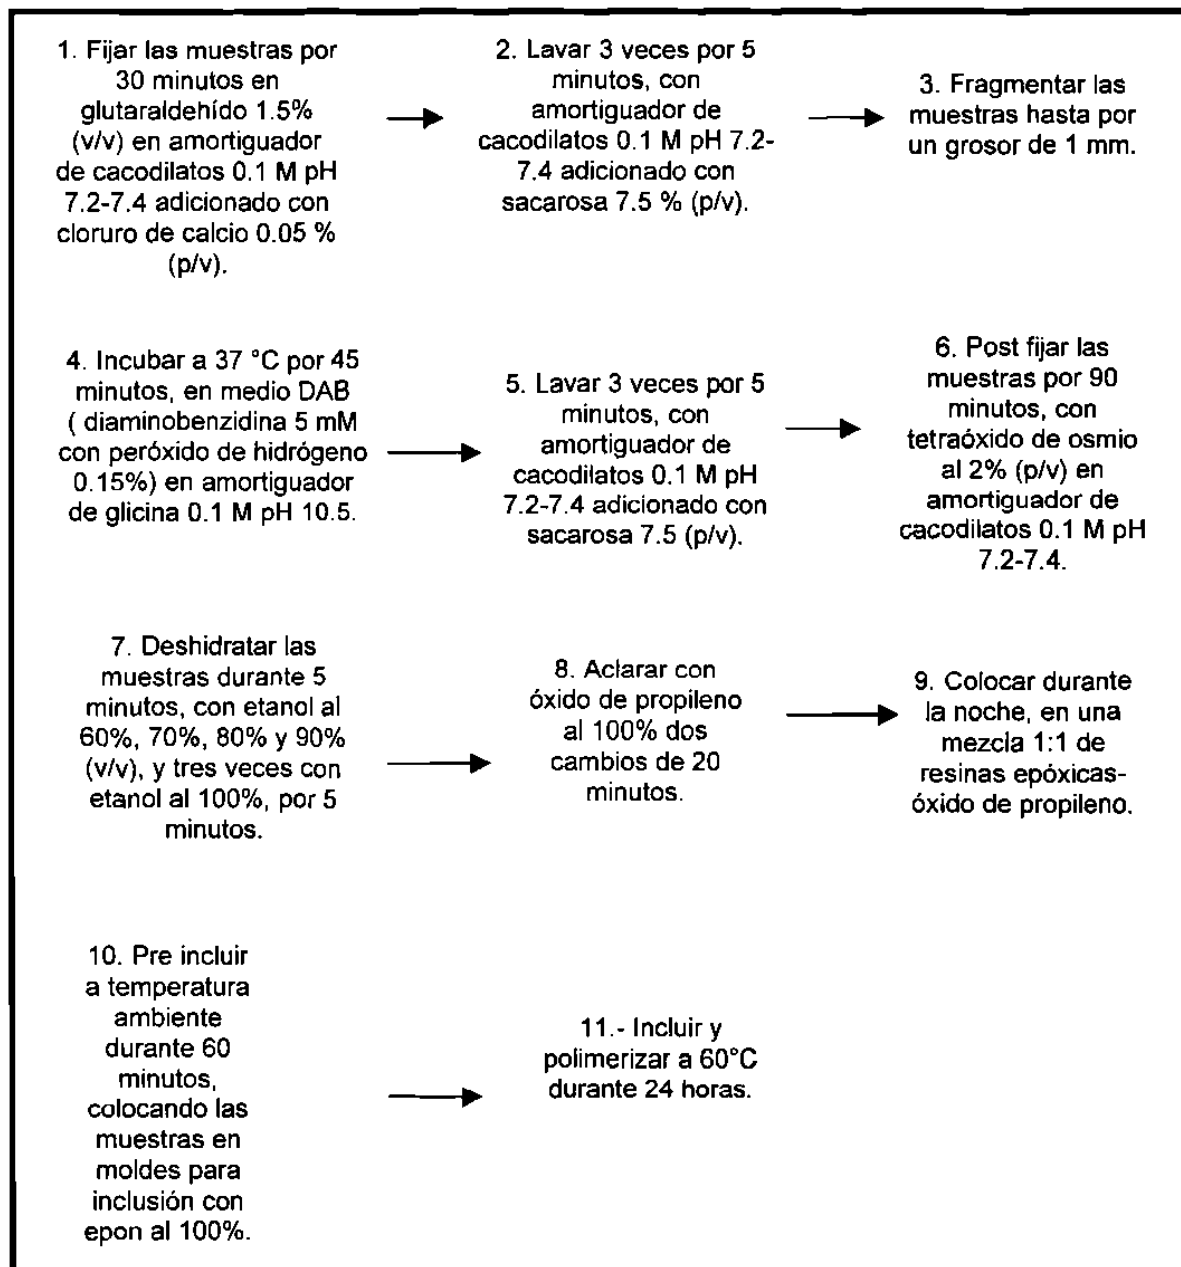 1. Fijar las muestras por
30 minutos en
glutaraldehído 1.5%
(v/v) en amortiguador
de cacodilatos 0.1 M pH
7.2-7.4 adicionado con
cloruro de calcio 0.05 %
(p/v).
2. Lavar 3 veces por 5
minutos, con
amortiguador de
cacodilatos 0.1 M pH 7.2-
7.4 adicionado con
sacarosa 7.5 % (p/v).
3. Fragmentar las
muestras hasta por
un grosor de 1 mm.
4. Incubar a 37 °C por 45
minutos, en medio DAB
( diaminobenzidina 5 mM
con peróxido de hidrógeno
0.15%) en amortiguador
de glicina 0.1 M pH 10.5.
5. Lavar 3 veces por 5
minutos, con
amortiguador de
cacodilatos 0.1 M pH
7.2-7.4 adicionado con
sacarosa 7.5 (p/v).
6. Post fijar las
muestras por 90
minutos, con
tetraóxido de osmio
al 2% (p/v) en
amortiguador de
cacodilatos 0.1 M pH
7.2-7.4.
7. Deshidratar las
muestras durante 5
minutos, con etanol al
60%, 70%, 80% y 90%
(v/v), y tres veces con
etanol al 100%, por 5
minutos.
8. Aclarar con
óxido de propileno
al 100% dos
cambios de 20
minutos.
9. Colocar durante
la noche, en una
mezcla 1:1 de
resinas epóxicas-
óxido de propileno.
10. Pre incluir
a temperatura
ambiente
durante 60
minutos,
colocando las
muestras en
moldes para
inclusión con
epon al 100%.
11.- Incluir y
polimerizar a 60°C
durante 24 horas.